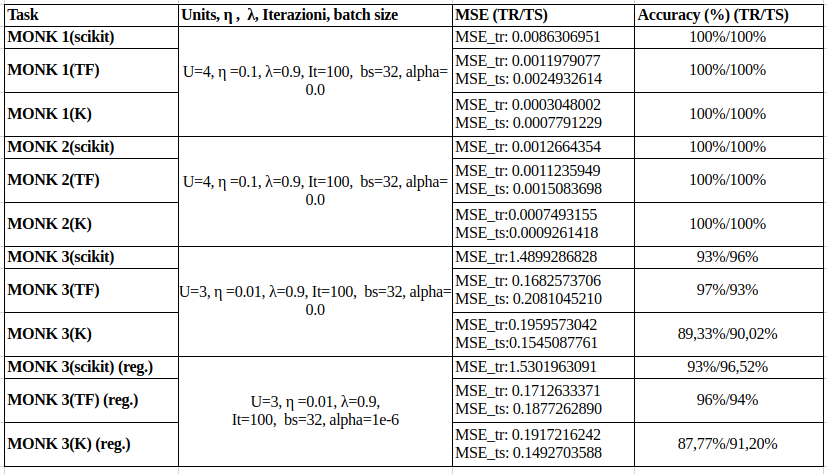 Task Units, η , λ, Iterazioni, batch size MSE (TR/TS) Accuracy (%) (TR/TS)
MONK 1(scikit) MSE_tr: 0.0086306951 100%/100%
U=4, η =0.1, λ=0.9, It=100, bs=32, alpha=
0.0
MONK 1(TF) MSE_tr: 0.0011979077
MSE_ts: 0.0024932614 100%/100%
MONK 1(K) MSE_tr: 0.0003048002
MSE_ts: 0.0007791229 100%/100%
MONK 2(scikit) MSE_tr: 0.0012664354 100%/100%
U=4, η =0.1, λ=0.9, It=100, bs=32, alpha=
0.0
MONK 2(TF) MSE_tr: 0.0011235949
MSE_ts: 0.0015083698 100%/100%
MONK 2(K) MSE_tr:0.0007493155
MSE_ts:0.0009261418 100%/100%
MONK 3(scikit) MSE_tr:1.4899286828 93%/96%
U=3, η =0.01, λ=0.9, It=100, bs=32, alpha=
0.0
MONK 3(TF) MSE_tr: 0.1682573706
MSE_ts: 0.2081045210 97%/93%
MONK 3(K) MSE_tr:0.1959573042
MSE_ts:0.1545087761 89,33%/90,02%
MONK 3(scikit) (reg.) MSE_tr:1.5301963091 93%/96,52%
U=3, η =0.01, λ=0.9,
It=100, bs=32, alpha=1e-6
MONK 3(TF) (reg.) MSE_tr: 0.1712633371
MSE_ts: 0.1877262890 96%/94%
MONK 3(K) (reg.) MSE_tr: 0.1917216242
MSE_ts: 0.1492703588 87,77%/91,20%